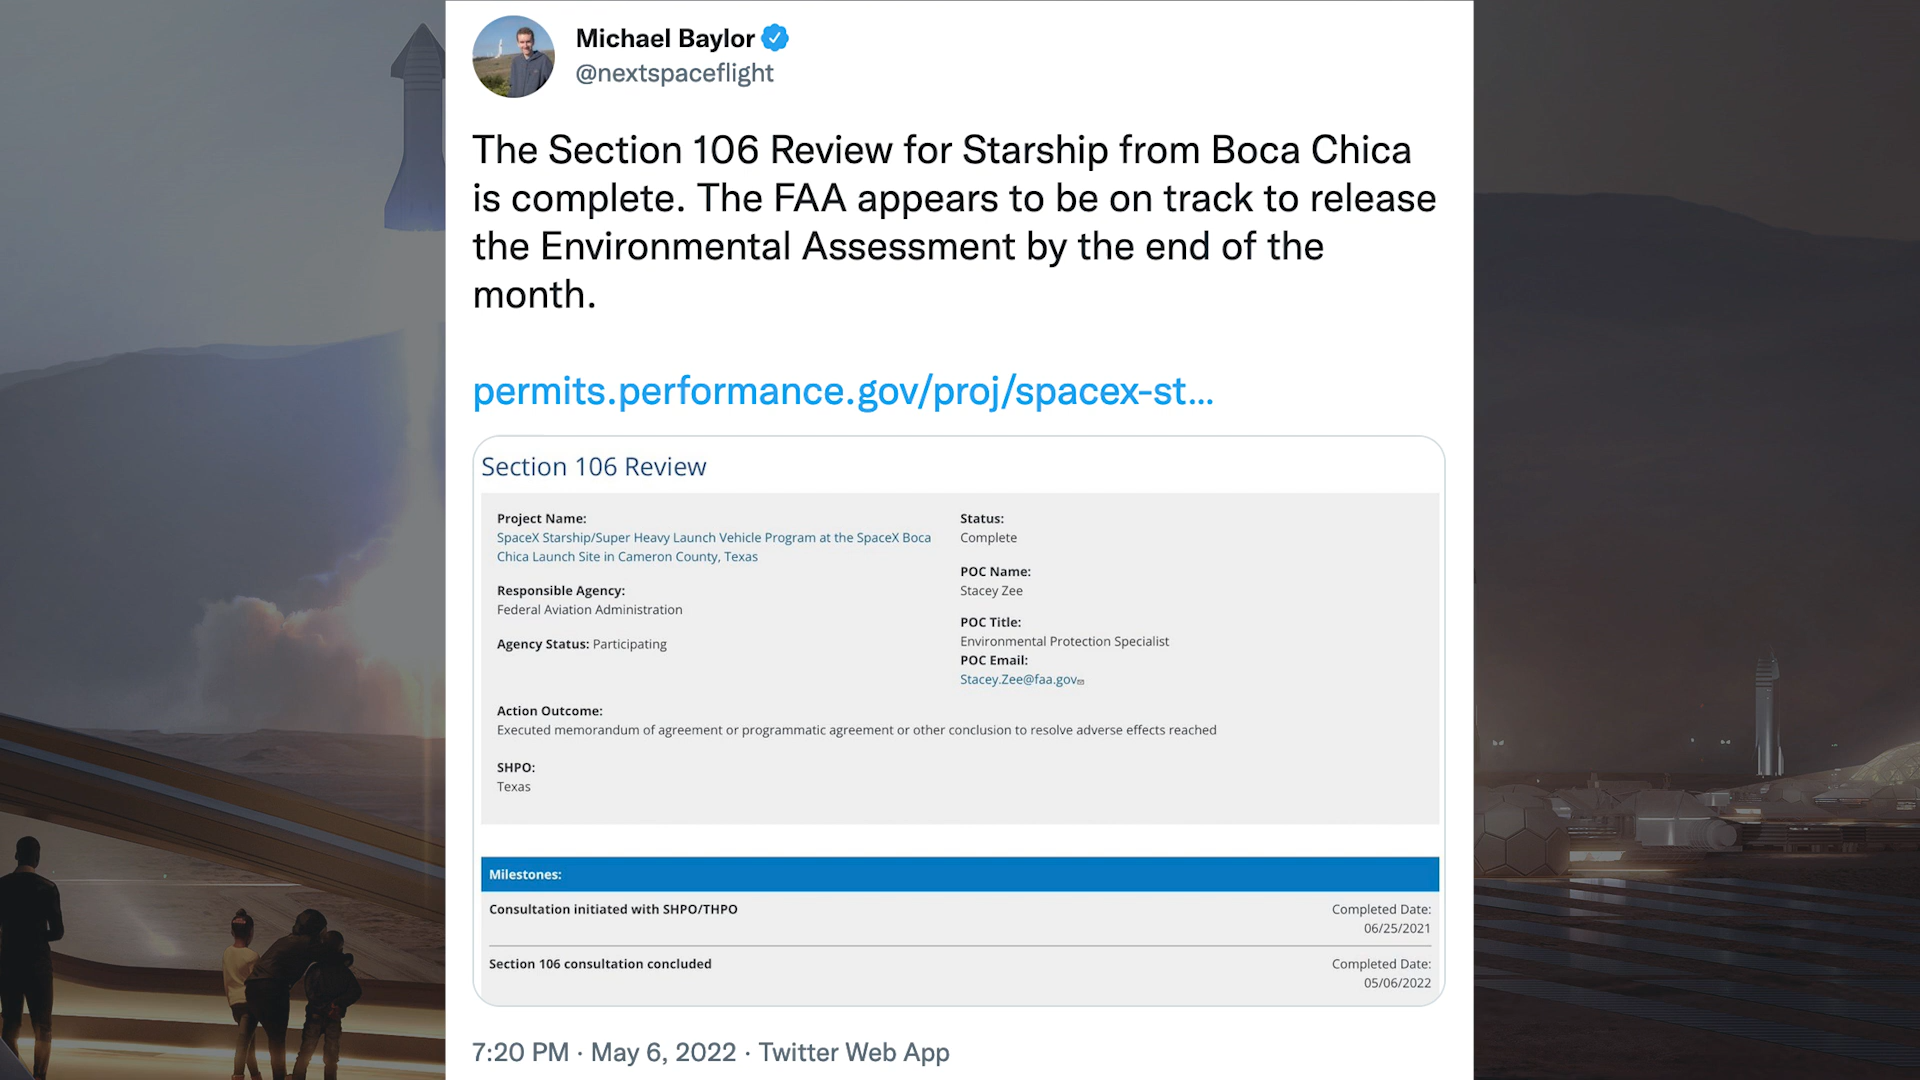 Michael Baylor
@nextspaceflight
The Section 106 Review for Starship from Boca Chica
is complete. The FAA appears to be on track to release
the Environmental Assessment by the end of the
month.
permits.performance.gov/proj/spacex-st...
Section 106 Review
Project Name:
SpaceX Starship/Super Heavy Launch Vehicle Program at the SpaceX Boca
Chica Launch Site in Cameron County, Texas
Responsible Agency:
Federal Aviation Administration
Agency Status: Participating
Status:
Complete
POC Name:
Stacey Zee
POC Title:
Environmental Protection Specialist
POC Email:
Stacey.Zee@faa.gov
Action Outcome:
Executed memorandum of agreement or programmatic agreement or other conclusion to resolve adverse effects reached
SHPO:
Texas
Milestones:
Consultation initiated with SHPO/THPO
Completed Date:
06/25/2021
Section 106 consultation concluded
Completed Date:
05/06/2022
7:20 PM · May 6, 2022 · Twitter Web App